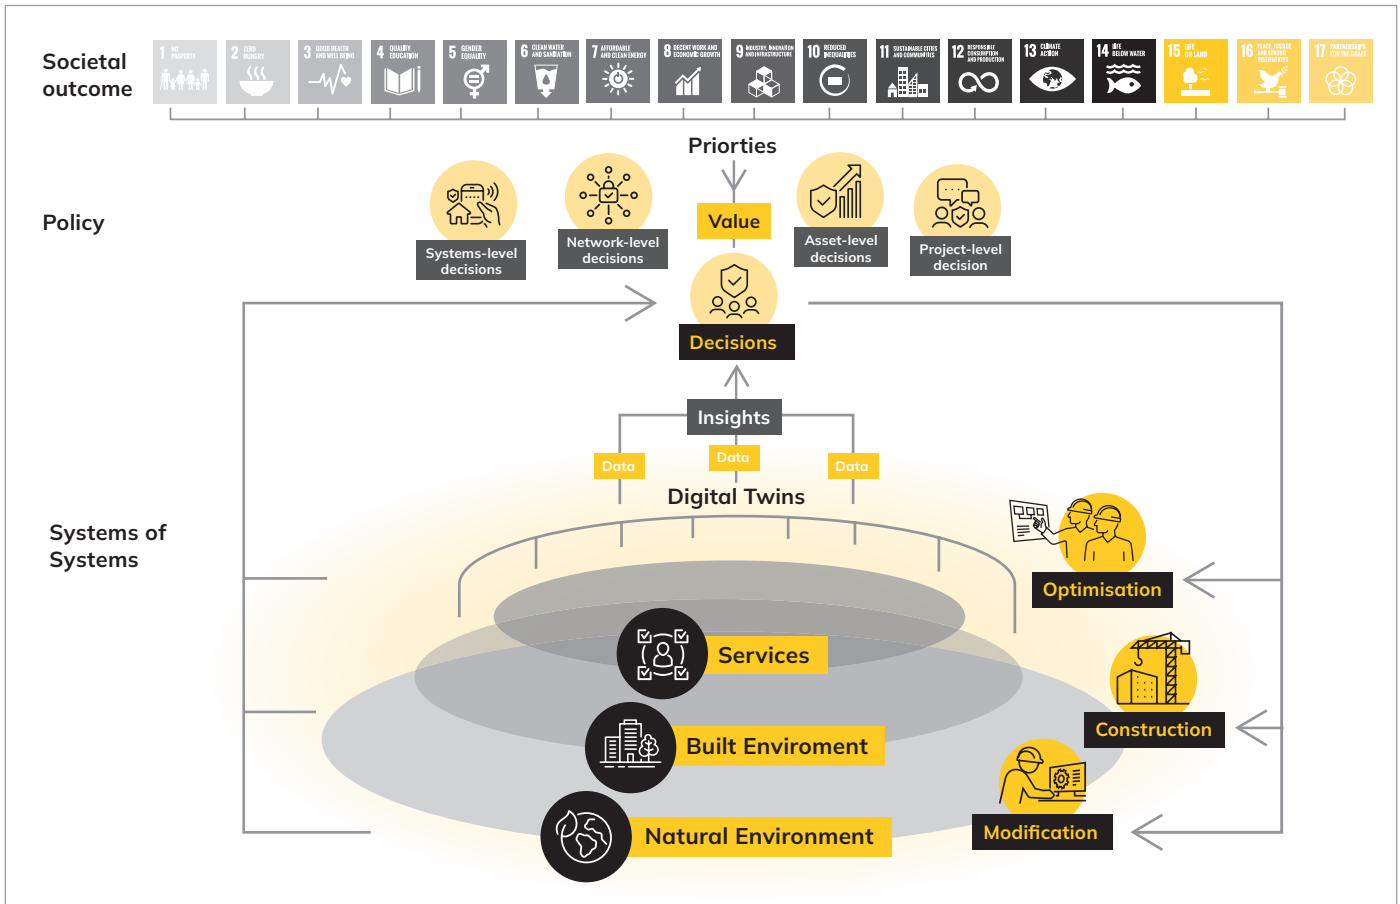 Societal
outcome
1 NO
PROPERTY
2 ZERO
HUNGRY
3 GOOD HEALTH
AND WELL BEING
4 QUALITY
EDUCATION
5 GENDER
EQUALITY
6 CLEAN WATER
AND SANITATION
7 AFFORDABLE
AND CLEAN ENERGY
8 DECENT WORK AND
ECONOMIC GROWTH
9 INDUSTRY, INNOVATION
AND INFRASTRUCTURE
10 REDUCED
INEQUALITIES
11 SUSTAINABLE CITIES
AND COMMUNITIES
12 RESPONSIBLE
CONSUMPTION
AND PRODUCTION
13 CLIMATE
ACTION
14 LIFE
BELOW WATER
15 LIFE
ON LAND
16 PEACE, JUSTICE
AND STRONG
INSTITUTIONS
17 PARTNERSHIPS
FOR THE GOALS
Priorties
Policy
Systems-level
decisions
Network-level
decisions
Value
Asset-level
decisions
Project-level
decision
Decisions
Insights
Data
Data
Data
Digital Twins
Systems of
Systems
Optimisation
Services
Construction
Built Enviroment
Modification
Natural Environment